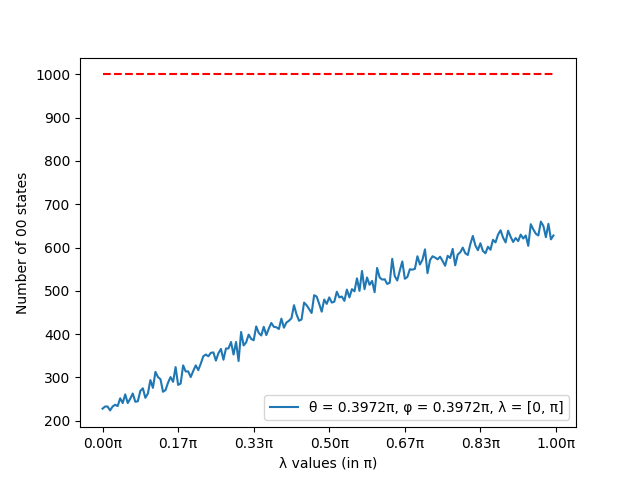 1000
900
800
700
600
500
400
300
200
Number of 00 states
θ = 0.3972π, φ = 0.3972π, λ = [0, π]
0.00π 0.17π 0.33π 0.50π 0.67π 0.83π 1.00π
λ values (in π)